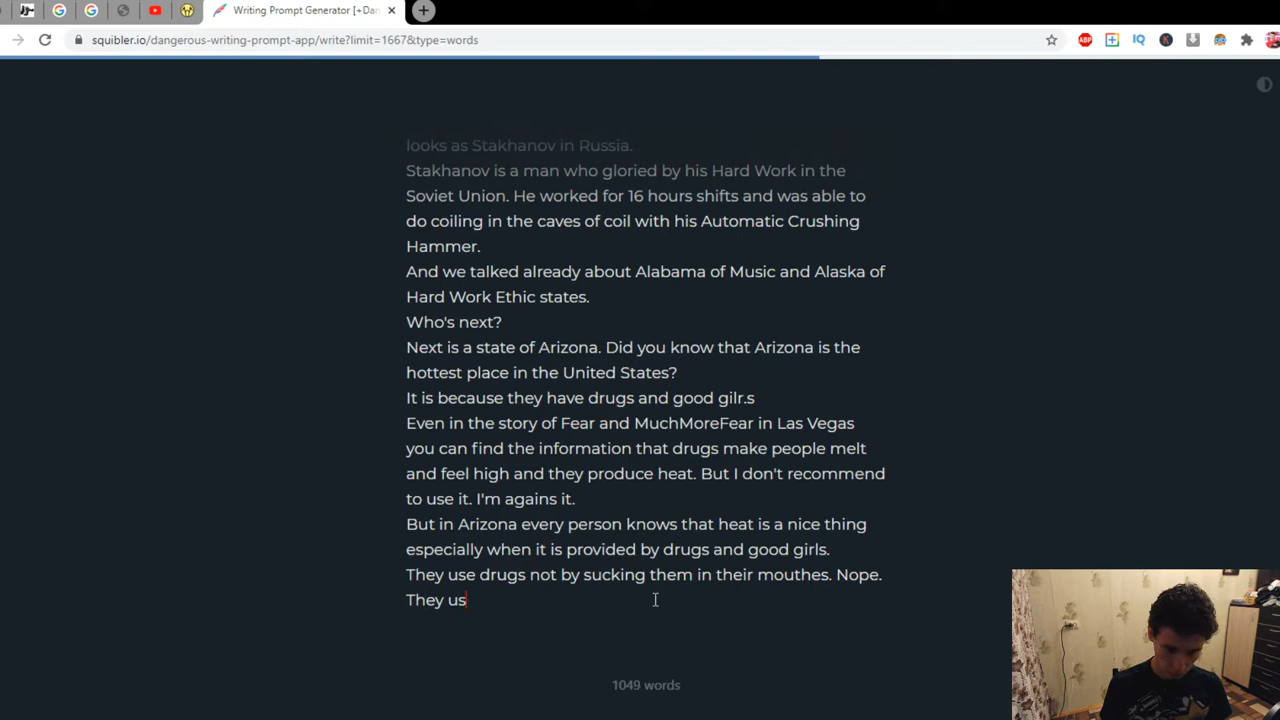 Writing Prompt Generator [+Dan
squibler.io/dangerous-writing-prompt-app/write?limit=1667&type=words
ABP
IQ
K
looks as Stakhanov in Russia.
Stakhanov is a man who gloried by his Hard Work in the
Soviet Union. He worked for 16 hours shifts and was able to
do coiling in the caves of coil with his Automatic Crushing
Hammer.
And we talked already about Alabama of Music and Alaska of
Hard Work Ethic states.
Who's next?
Next is a state of Arizona. Did you know that Arizona is the
hottest place in the United States?
It is because they have drugs and good gilr.s
Even in the story of Fear and MuchMoreFear in Las Vegas
you can find the information that drugs make people melt
and feel high and they produce heat. But I don't recommend
to use it. I'm agains it.
But in Arizona every person knows that heat is a nice thing
especially when it is provided by drugs and good girls.
They use drugs not by sucking them in their mouthes. Nope.
They us
1049 words